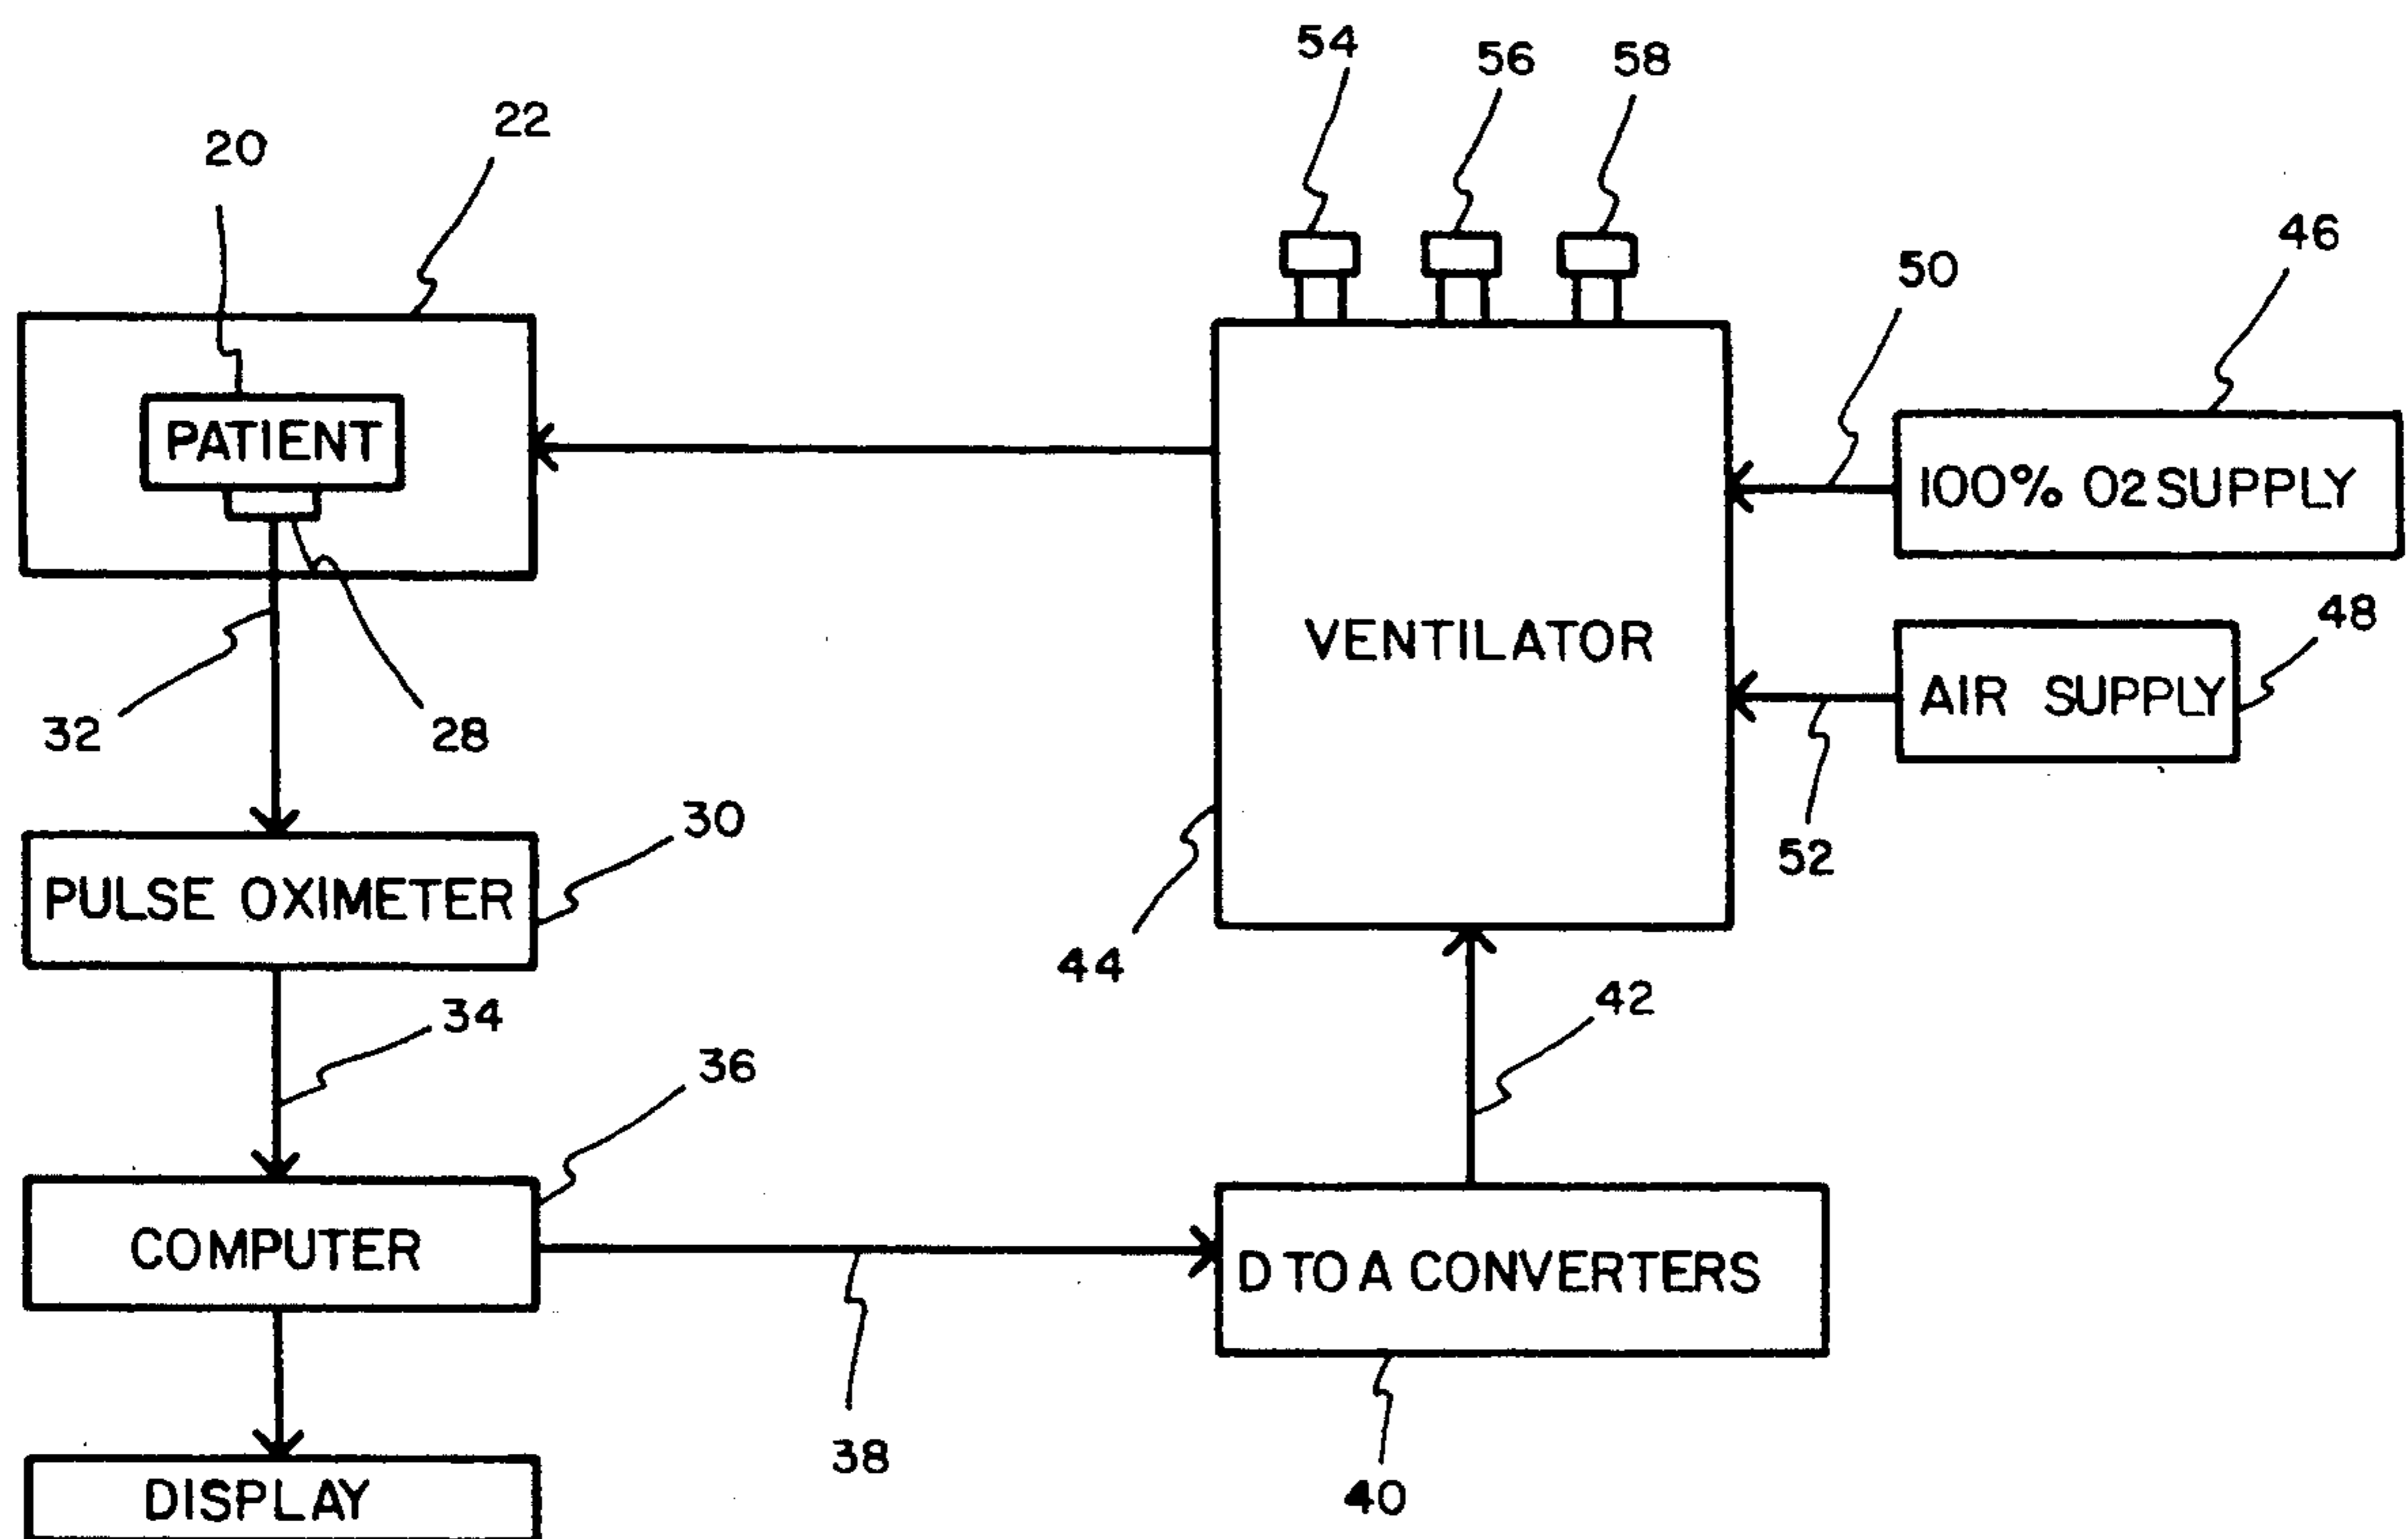 54
56
58
22
20
46
50
PATIENT
100% O2 SUPPLY
48
VENTILATOR
AIR SUPPLY
32
28
30
52
PULSE OXIMETER
44
42
34
36
COMPUTER
D TO A CONVERTERS
38
40
DISPLAY